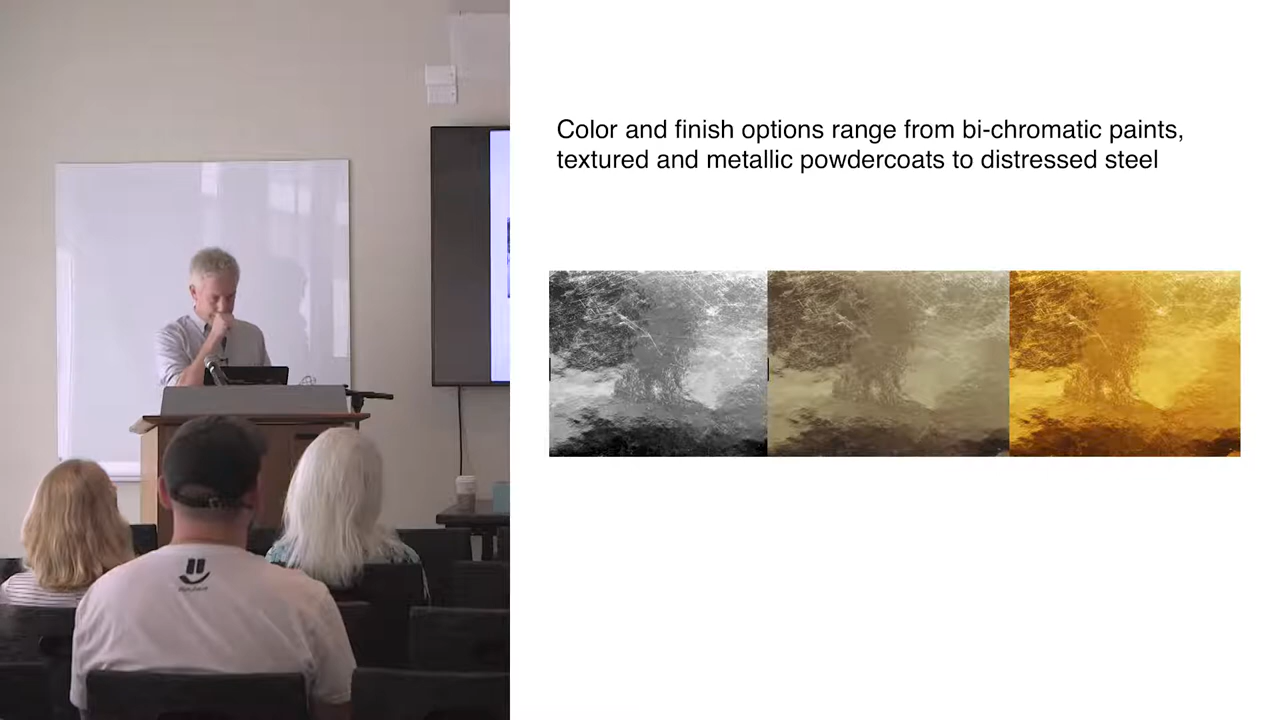 Color and finish options range from bi-chromatic paints,
textured and metallic powdercoats to distressed steel